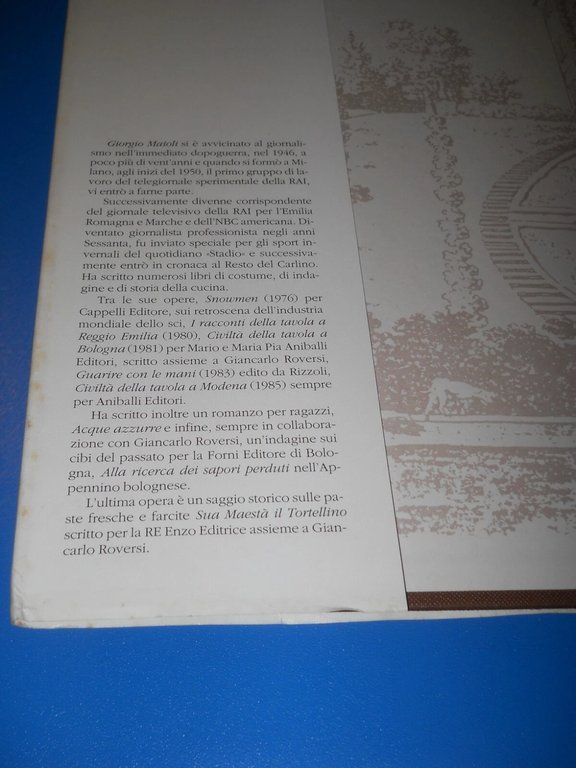 Giorgio Maioli si è avvicinato al giornali-
smo nell'immediato dopoguerra, nel 1946, a
poco più di vent'anni e quando si formò a Mi-
lano, agli inizi del 1950, il primo gruppo di la-
voro del telegiornale sperimentale della RAI,
vi entrò a farne parte.
Successivamente divenne corrispondente
del giornale televisivo della RAI per l'Emilia
Romagna e Marche e dell'NBC americana. Di-
ventato giornalista professionista negli anni
Sessanta, fu inviato speciale per gli sport in-
vernali del quotidiano «Stadio» e successiva-
mente entrò in cronaca al Resto del Carlino.
Ha scritto numerosi libri di costume, di inda-
gine e di storia della cucina.
Tra le sue opere, Snowmen (1976) per
Cappelli Editore, sui retroscena dell'industria
mondiale dello sci, I racconti della tavola a
Reggio Emilia (1980), Civiltà della tavola a
Bologna (1981) per Mario e Maria Pia Aniballi
Editori, scritto assieme a Giancarlo Roversi,
Guarire con le mani (1983) edito da Rizzoli,
Civiltà della tavola a Modena (1985) sempre
per Aniballi Editori.
Ha scritto inoltre un romanzo per ragazzi,
Acque azzurre e infine, sempre in collabora-
zione con Giancarlo Roversi, un'indagine sui
cibi del passato per la Forni Editore di Bolo-
gna, Alla ricerca dei sapori perduti nell'Ap-
pennino bolognese.
L'ultima opera è un saggio storico sulle pa-
ste fresche e farcite Sua Maestà il Tortellino
scritto per la RE Enzo Editrice assieme a Gian-
carlo Roversi.